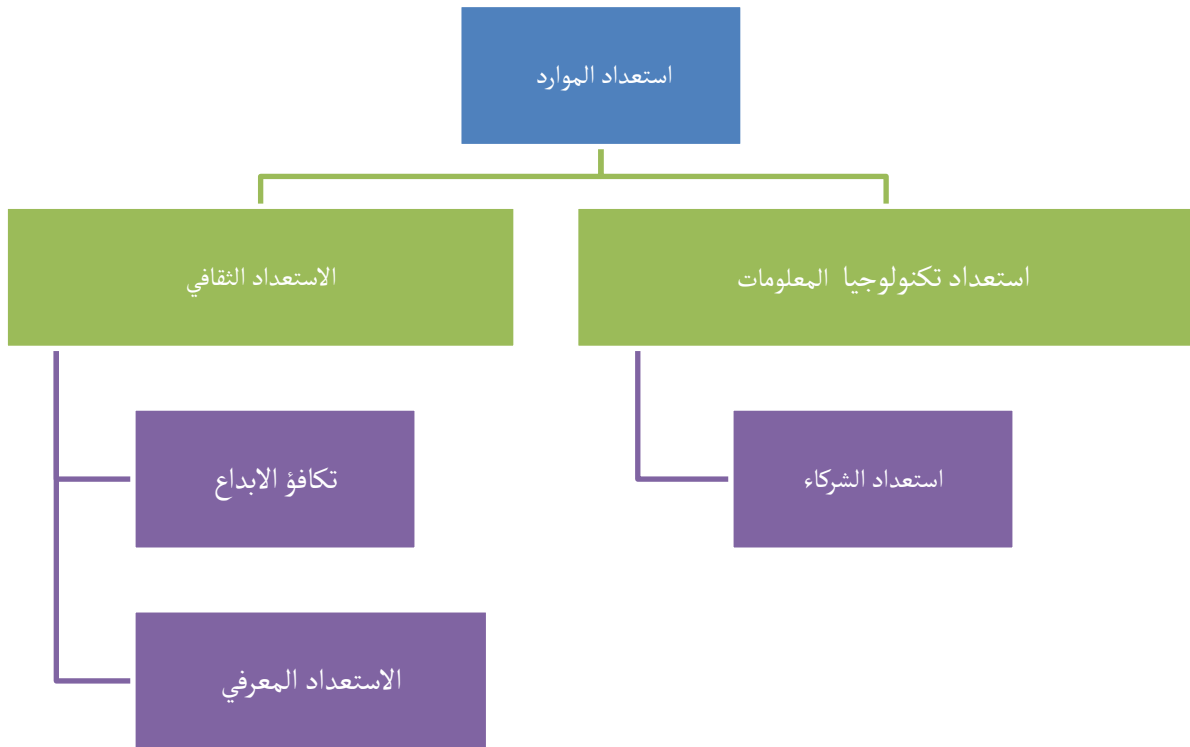 استعداد الموارد
استعداد تكنولوجيا المعلومات
الاستعداد الثقافي
استعداد الشركاء
تكافؤ الابداع
الاستعداد المعرفي